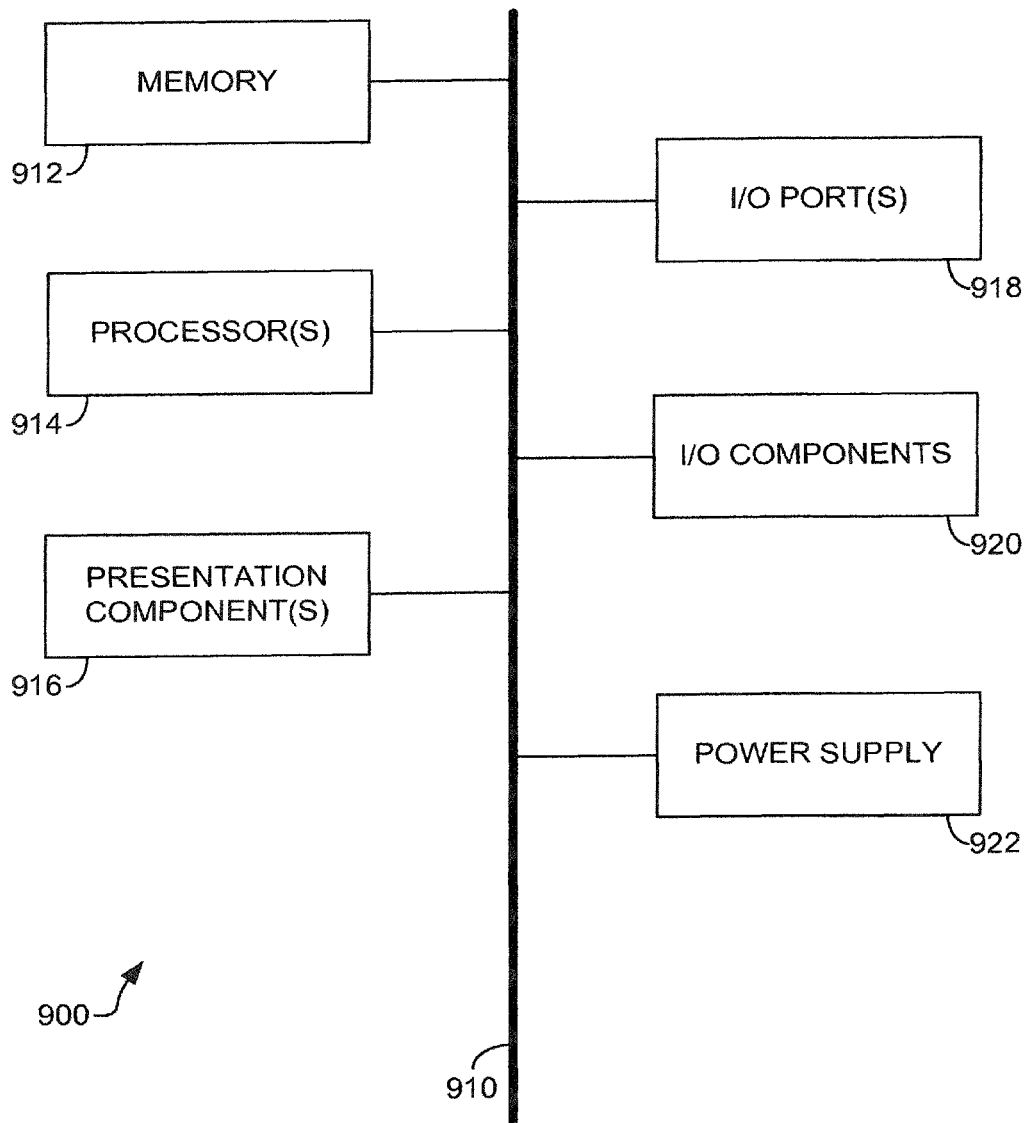 MEMORY
912
I/O PORT(S)
918
PROCESSOR(S)
914
I/O COMPONENTS
920
PRESENTATION
COMPONENT(S)
916
POWER SUPPLY
922
900
910